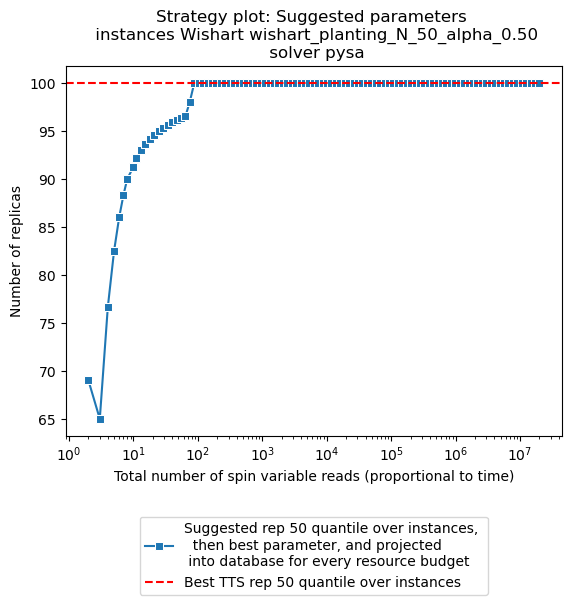 Strategy plot: Suggested parameters
instances Wishart wishart_planting_N_50_alpha_0.50
solver pysa
100
95
90
85
80
75
70
65
Number of replicas
10^0 10^1 10^2 10^3 10^4 10^5 10^6 10^7
Total number of spin variable reads (proportional to time)
Suggested rep 50 quantile over instances,
then best parameter, and projected
into database for every resource budget
Best TTS rep 50 quantile over instances